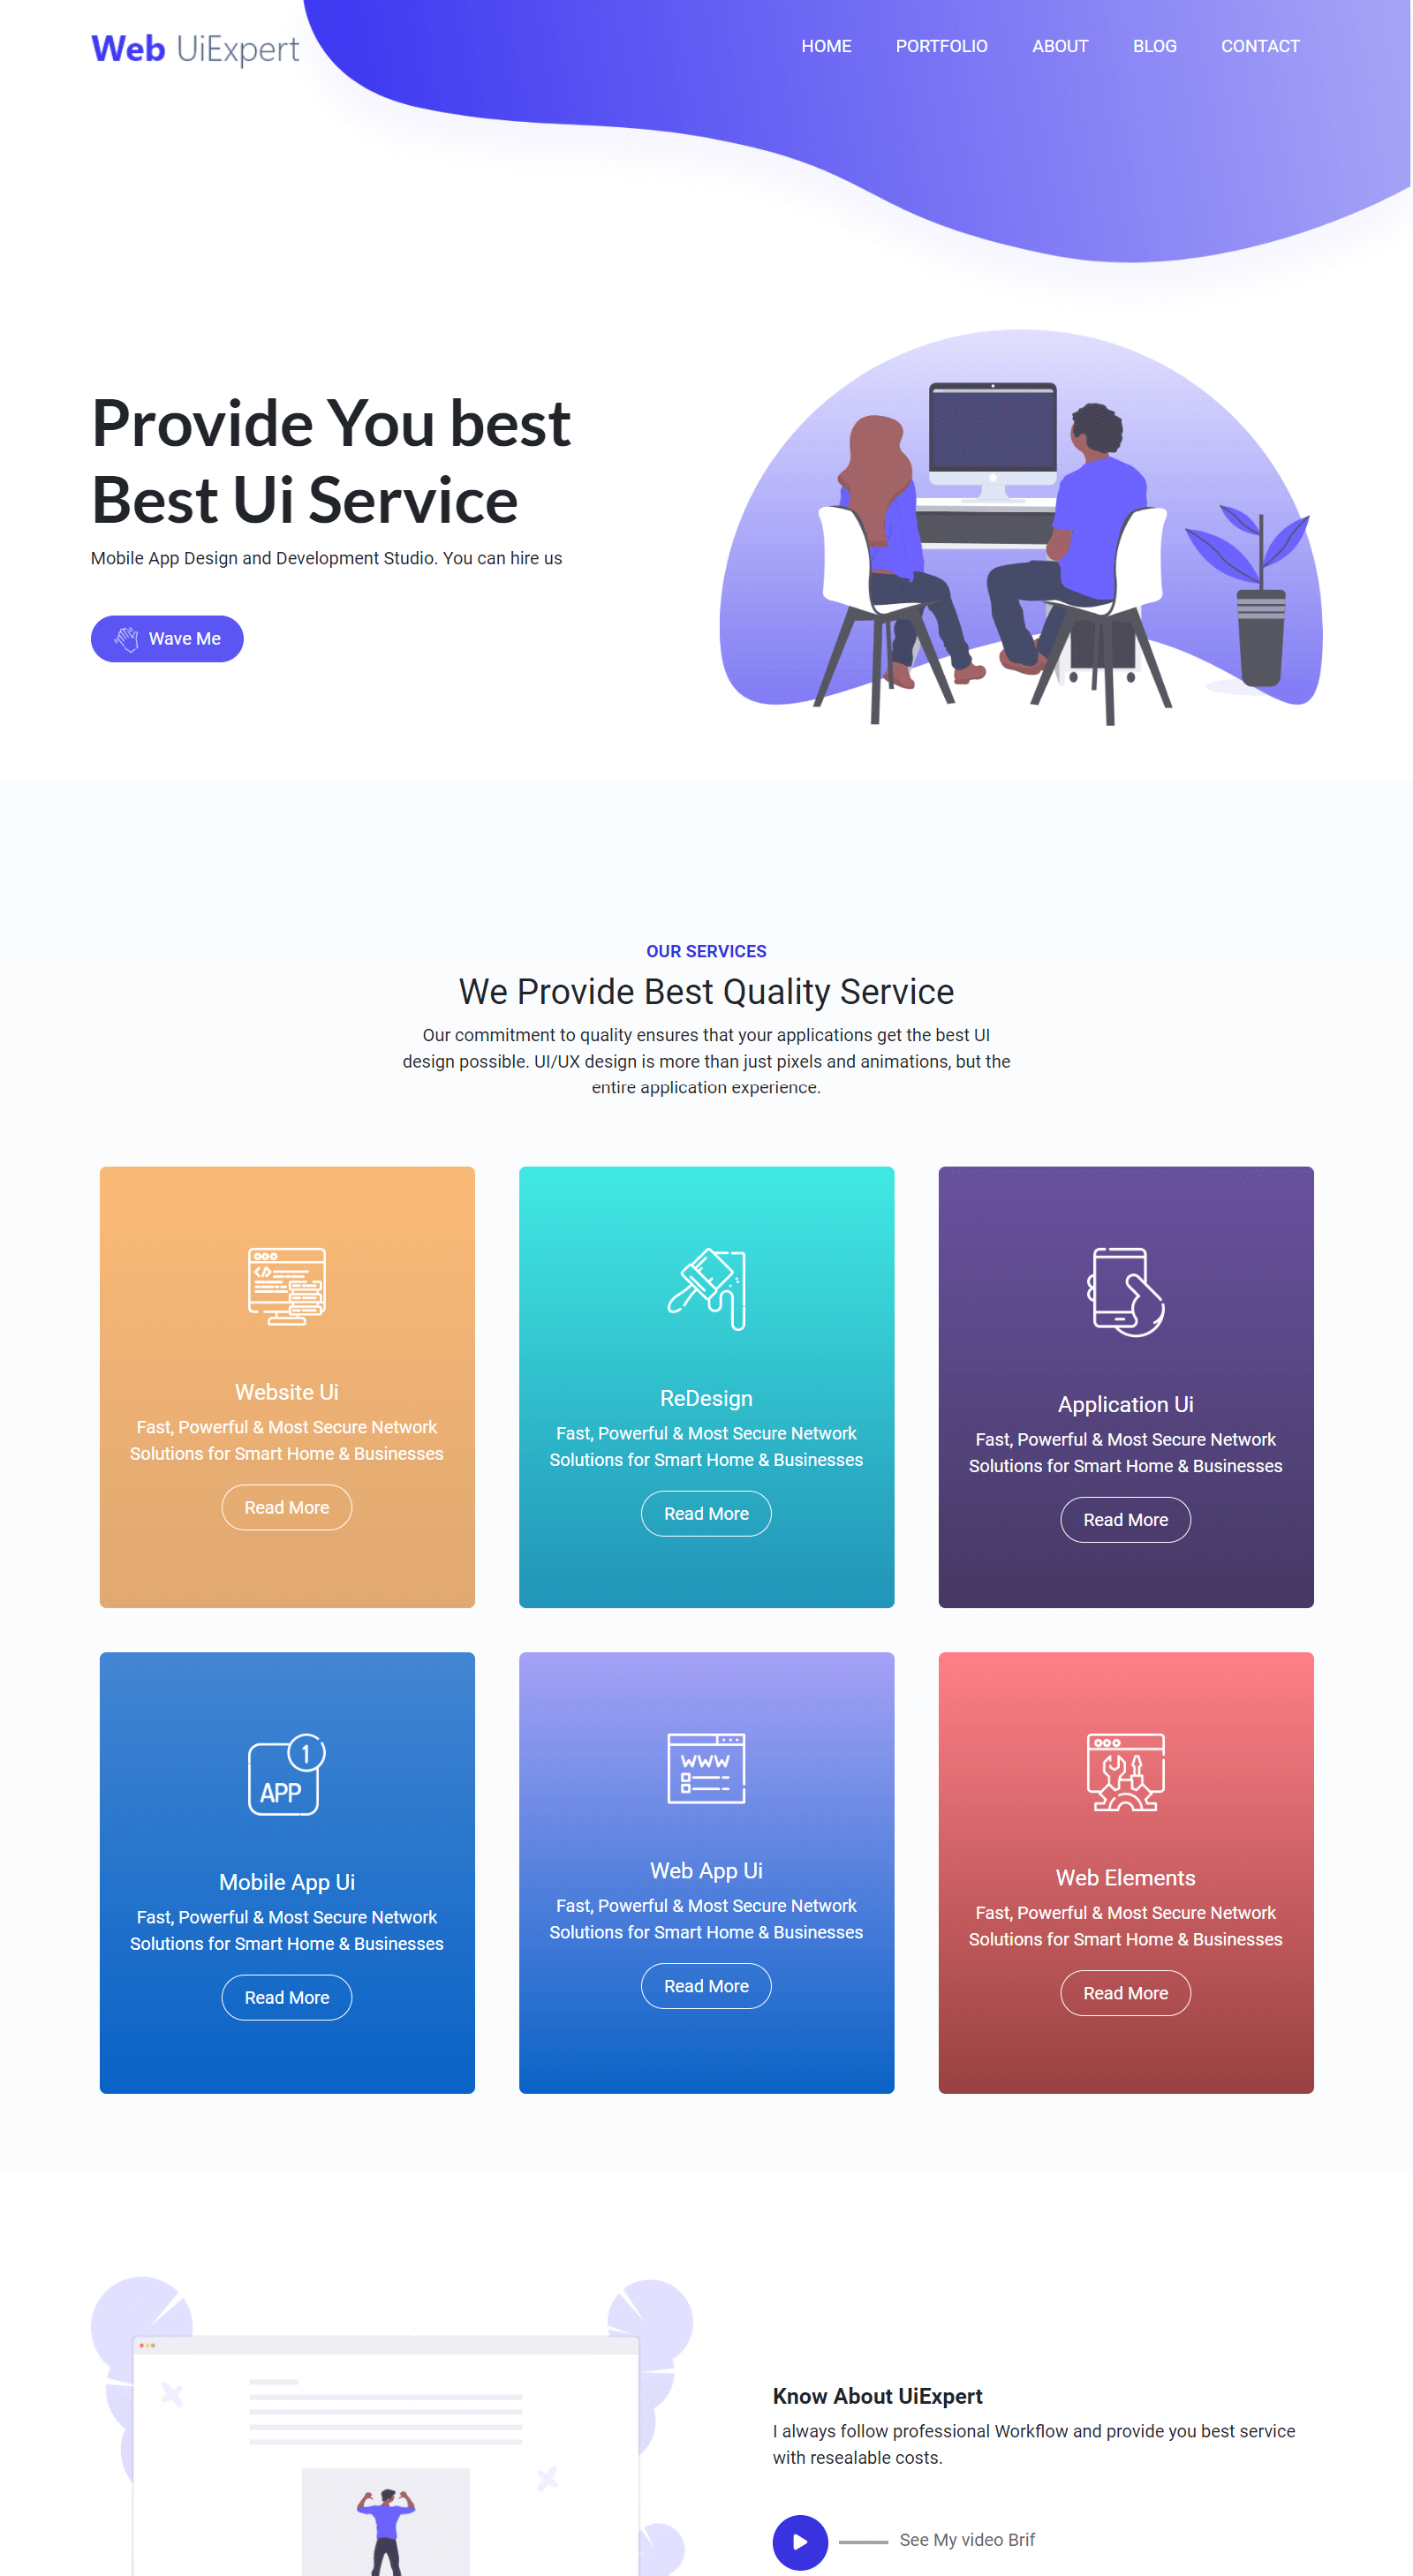 Web UiExpert
HOME PORTFOLIO ABOUT BLOG CONTACT
Provide You best
Best Ui Service
Mobile App Design and Development Studio. You can hire us
Wave Me
OUR SERVICES
We Provide Best Quality Service
Our commitment to quality ensures that your applications get the best UI
design possible. UI/UX design is more than just pixels and animations, but the
entire application experience.
Website Ui
Fast, Powerful & Most Secure Network
Solutions for Smart Home & Businesses
Read More
ReDesign
Fast, Powerful & Most Secure Network
Solutions for Smart Home & Businesses
Read More
Application Ui
Fast, Powerful & Most Secure Network
Solutions for Smart Home & Businesses
Read More
1
APP
Mobile App Ui
Fast, Powerful & Most Secure Network
Solutions for Smart Home & Businesses
Read More
WWW
Web App Ui
Fast, Powerful & Most Secure Network
Solutions for Smart Home & Businesses
Read More
Web Elements
Fast, Powerful & Most Secure Network
Solutions for Smart Home & Businesses
Read More
Know About UiExpert
I always follow professional Workflow and provide you best service
with resealable costs.
See My video Brif